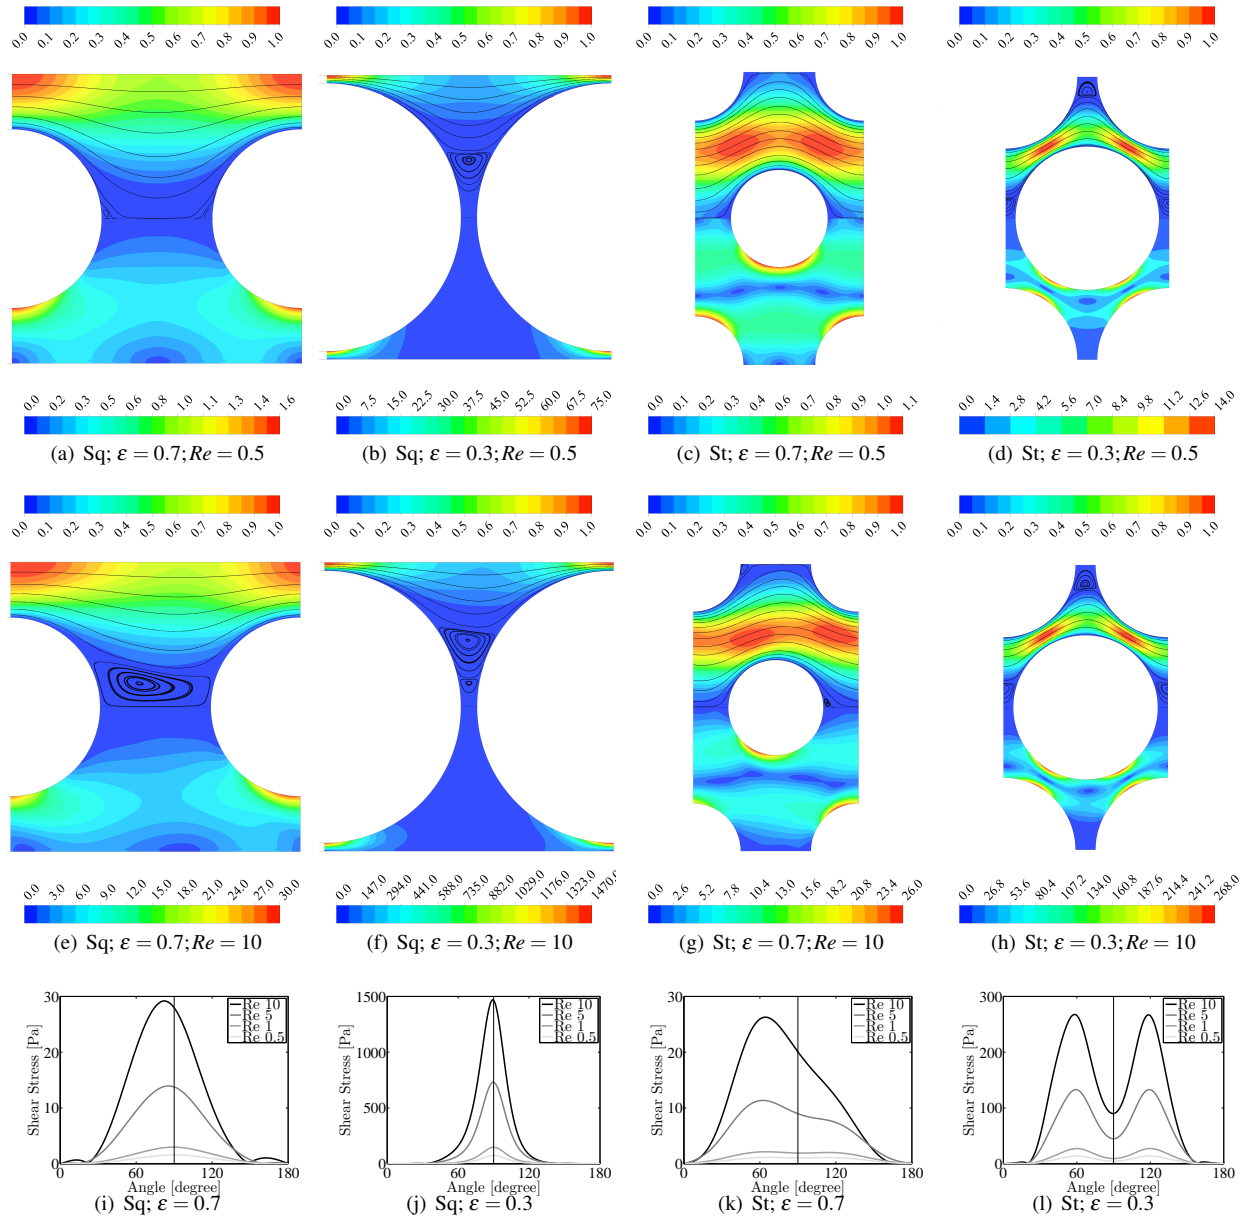 0.0 0.1 0.2 0.3 0.4 0.5 0.6 0.7 0.8 0.9 1.0
0.0 0.1 0.2 0.3 0.4 0.5 0.6 0.7 0.8 0.9 1.0
0.0 0.1 0.2 0.3 0.4 0.5 0.6 0.7 0.8 0.9 1.0
0.0 0.1 0.2 0.3 0.4 0.5 0.6 0.7 0.8 0.9 1.0
0.0 0.2 0.3 0.5 0.6 0.8 1.0 1.1 1.3 1.4 1.6
0.0 7.5 15.0 22.5 30.0 37.5 45.0 52.5 60.0 67.5 75.0
0.0 0.1 0.2 0.3 0.4 0.6 0.7 0.8 0.9 1.0 1.1
0.0 1.4 2.8 4.2 5.6 7.0 8.4 9.8 11.2 12.6 14.0
(a) Sq; ε = 0.7; Re = 0.5
(b) Sq; ε = 0.3; Re = 0.5
(c) St; ε = 0.7; Re = 0.5
(d) St; ε = 0.3; Re = 0.5
0.0 0.1 0.2 0.3 0.4 0.5 0.6 0.7 0.8 0.9 1.0
0.0 0.1 0.2 0.3 0.4 0.5 0.6 0.7 0.8 0.9 1.0
0.0 0.1 0.2 0.3 0.4 0.5 0.6 0.7 0.8 0.9 1.0
0.0 0.1 0.2 0.3 0.4 0.5 0.6 0.7 0.8 0.9 1.0
0.0 3.0 6.0 9.0 12.0 15.0 18.0 21.0 24.0 27.0 30.0
0.0 147.0 294.0 441.0 588.0 735.0 882.0 1029.0 1176.0 1323.0 1470.0
0.0 2.6 5.2 7.8 10.4 13.0 15.6 18.2 20.8 23.4 26.0
0.0 26.8 53.6 80.4 107.2 134.0 160.8 187.6 214.4 241.2 268.0
(e) Sq; ε = 0.7; Re = 10
(f) Sq; ε = 0.3; Re = 10
(g) St; ε = 0.7; Re = 10
(h) St; ε = 0.3; Re = 10
Shear Stress [Pa]
30
20
10
0
0 60 120 180
Angle [degree]
Re 10
Re 5
Re 1
Re 0.5
(i) Sq; ε = 0.7
Shear Stress [Pa]
1500
1000
500
0
0 60 120 180
Angle [degree]
Re 10
Re 5
Re 1
Re 0.5
(j) Sq; ε = 0.3
Shear Stress [Pa]
30
20
10
0
0 60 120 180
Angle [degree]
Re 10
Re 5
Re 1
Re 0.5
(k) St; ε = 0.7
Shear Stress [Pa]
300
200
100
0
0 60 120 180
Angle [degree]
Re 10
Re 5
Re 1
Re 0.5
(l) St; ε = 0.3